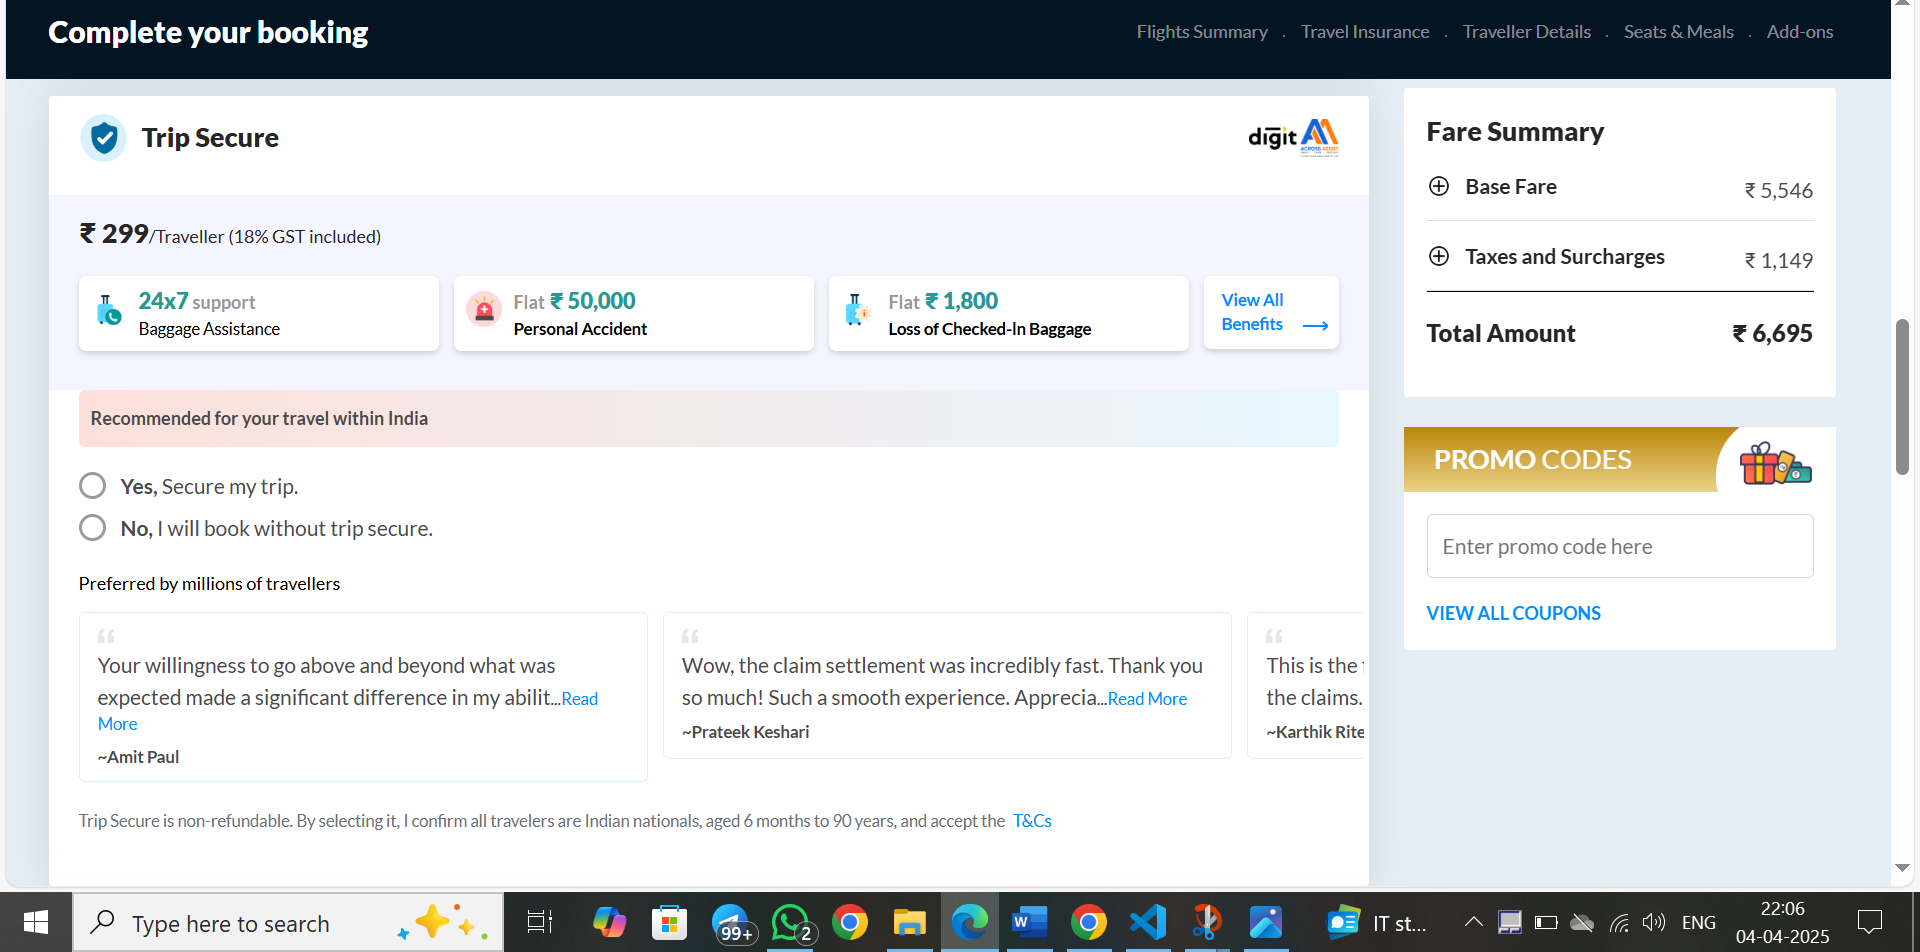 Complete your booking
Flights Summary . Travel Insurance . Traveller Details . Seats & Meals . Add-ons
Trip Secure
digit
ACROSS ASSIST
₹ 299/Traveller (18% GST included)
24x7 support
Baggage Assistance
Flat ₹ 50,000
Personal Accident
Flat ₹ 1,800
Loss of Checked-In Baggage
View All
Benefits
Recommended for your travel within India
Yes, Secure my trip.
No, I will book without trip secure.
Preferred by millions of travellers
“
Your willingness to go above and beyond what was
expected made a significant difference in my abilit...Read
More
~Amit Paul
“
Wow, the claim settlement was incredibly fast. Thank you
so much! Such a smooth experience. Apprecia...Read More
~Prateek Keshari
“
This is the
the claims.
~Karthik Rite
Trip Secure is non-refundable. By selecting it, I confirm all travelers are Indian nationals, aged 6 months to 90 years, and accept the T&Cs
Fare Summary
Base Fare ₹ 5,546
Taxes and Surcharges ₹ 1,149
Total Amount ₹ 6,695
PROMO CODES
Enter promo code here
VIEW ALL COUPONS
Type here to search
99+
2
W
IT st...
ENG
22:06
04-04-2025